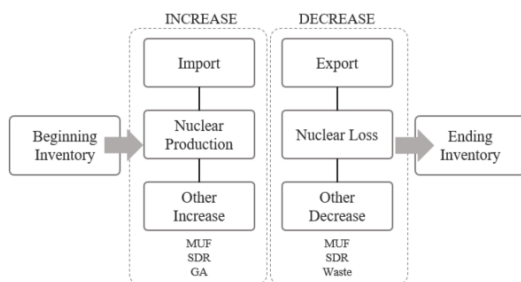 INCREASE
DECREASE
Import
Export
Beginning
Inventory
Nuclear
Production
Nuclear Loss
Ending
Inventory
Other
Increase
Other
Decrease
MUF
SDR
GA
MUF
SDR
Waste